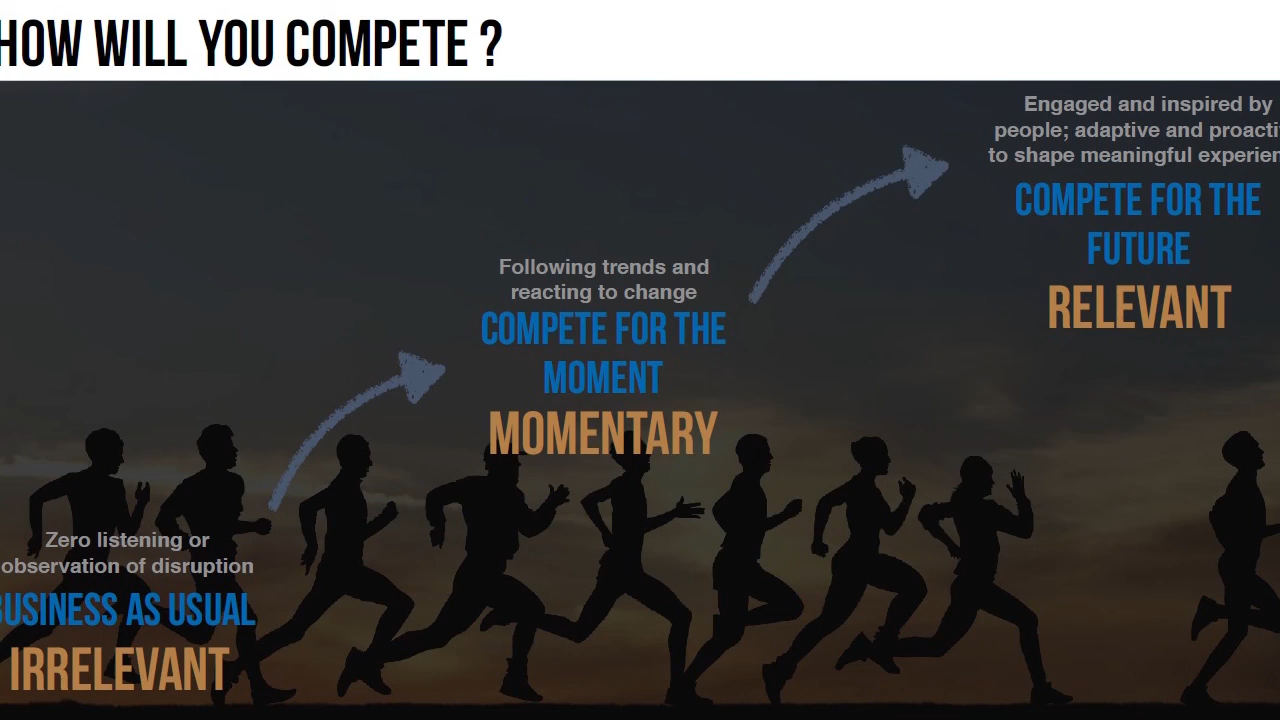 HOW WILL YOU COMPETE ?
Engaged and inspired by
people; adaptive and
to shape meaningful
COMPETE FOR THE
FUTURE
RELEVANT
Following trends and
reacting to change
COMPETE FOR THE
MOMENT
MOMENTARY
Zero listening or
observation of disruption
BUSINESS AS USUAL
IRRELEVANT